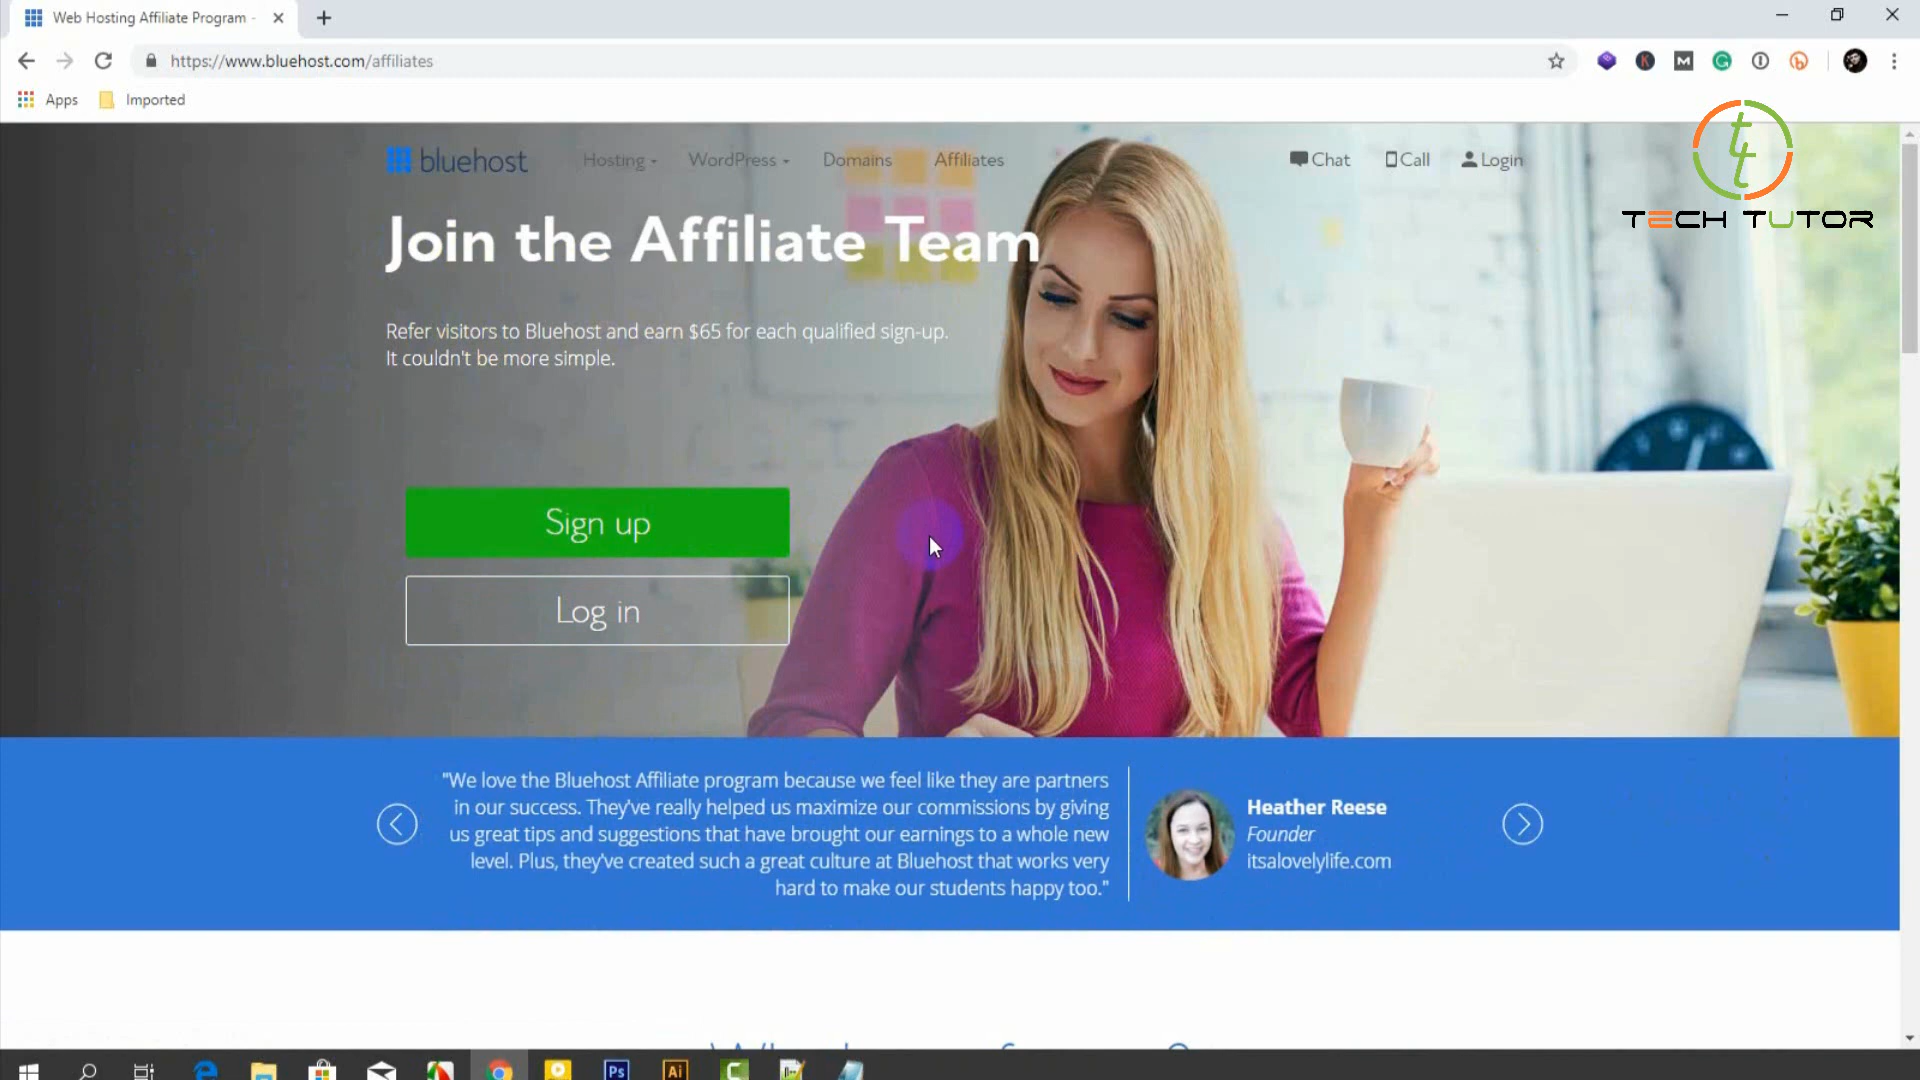 Web Hosting Affiliate Program -
https://www.bluehost.com/affiliates
Apps
Imported
bluehost
Hosting
WordPress
Domains
Affiliates
Chat
Call
Login
TECH TUTOR
Join the Affiliate Team
Refer visitors to Bluehost and earn $65 for each qualified sign-up.
It couldn't be more simple.
Sign up
Log in
"We love the Bluehost Affiliate program because we feel like they are partners
in our success. They've really helped us maximize our commissions by giving
us great tips and suggestions that have brought our earnings to a whole new
level. Plus, they've created such a great culture at Bluehost that works very
hard to make our students happy too."
Heather Reese
Founder
itsalovelylife.com
Ps
Ai